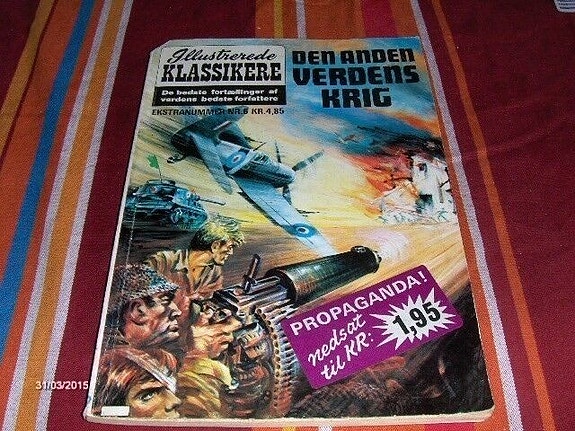 Illustrerede
KLASSIKERE
De bedste fortællinger af
verdens bedste forfattere
DEN ANDEN
VERDENS
KRIG
EKSTRANUMMER NR.6 KR.4,85
PROPAGANDA!
nedsat
til KR:
1,95
31/03/2015